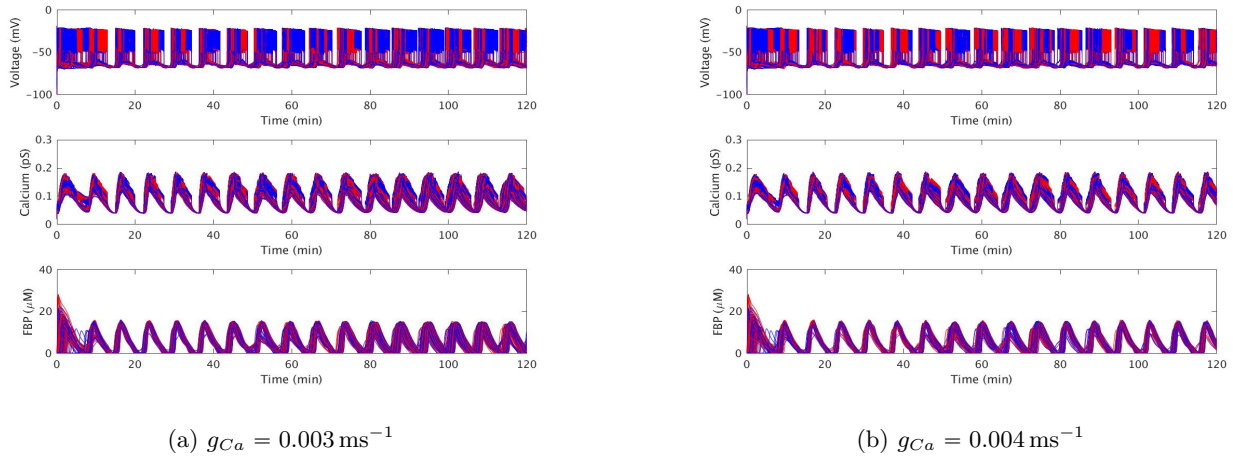 0
−50
−100
Voltage (mV)
0 20 40 60 80 100 120
Time (min)
0.3
0.2
0.1
0
Calcium (pS)
0 20 40 60 80 100 120
Time (min)
40
20
0
FBP (μM)
0 20 40 60 80 100 120
Time (min)
(a) g_{Ca} = 0.003 ms^{−1}
0
−50
−100
Voltage (mV)
0 20 40 60 80 100 120
Time (min)
0.3
0.2
0.1
0
Calcium (pS)
0 20 40 60 80 100 120
Time (min)
40
20
0
FBP (μM)
0 20 40 60 80 100 120
Time (min)
(b) g_{Ca} = 0.004 ms^{−1}